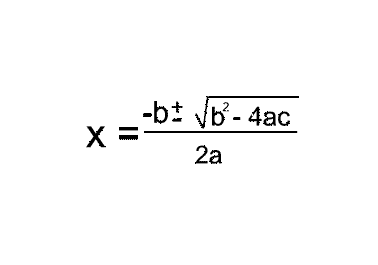 x = -b ± √b² - 4ac
2a